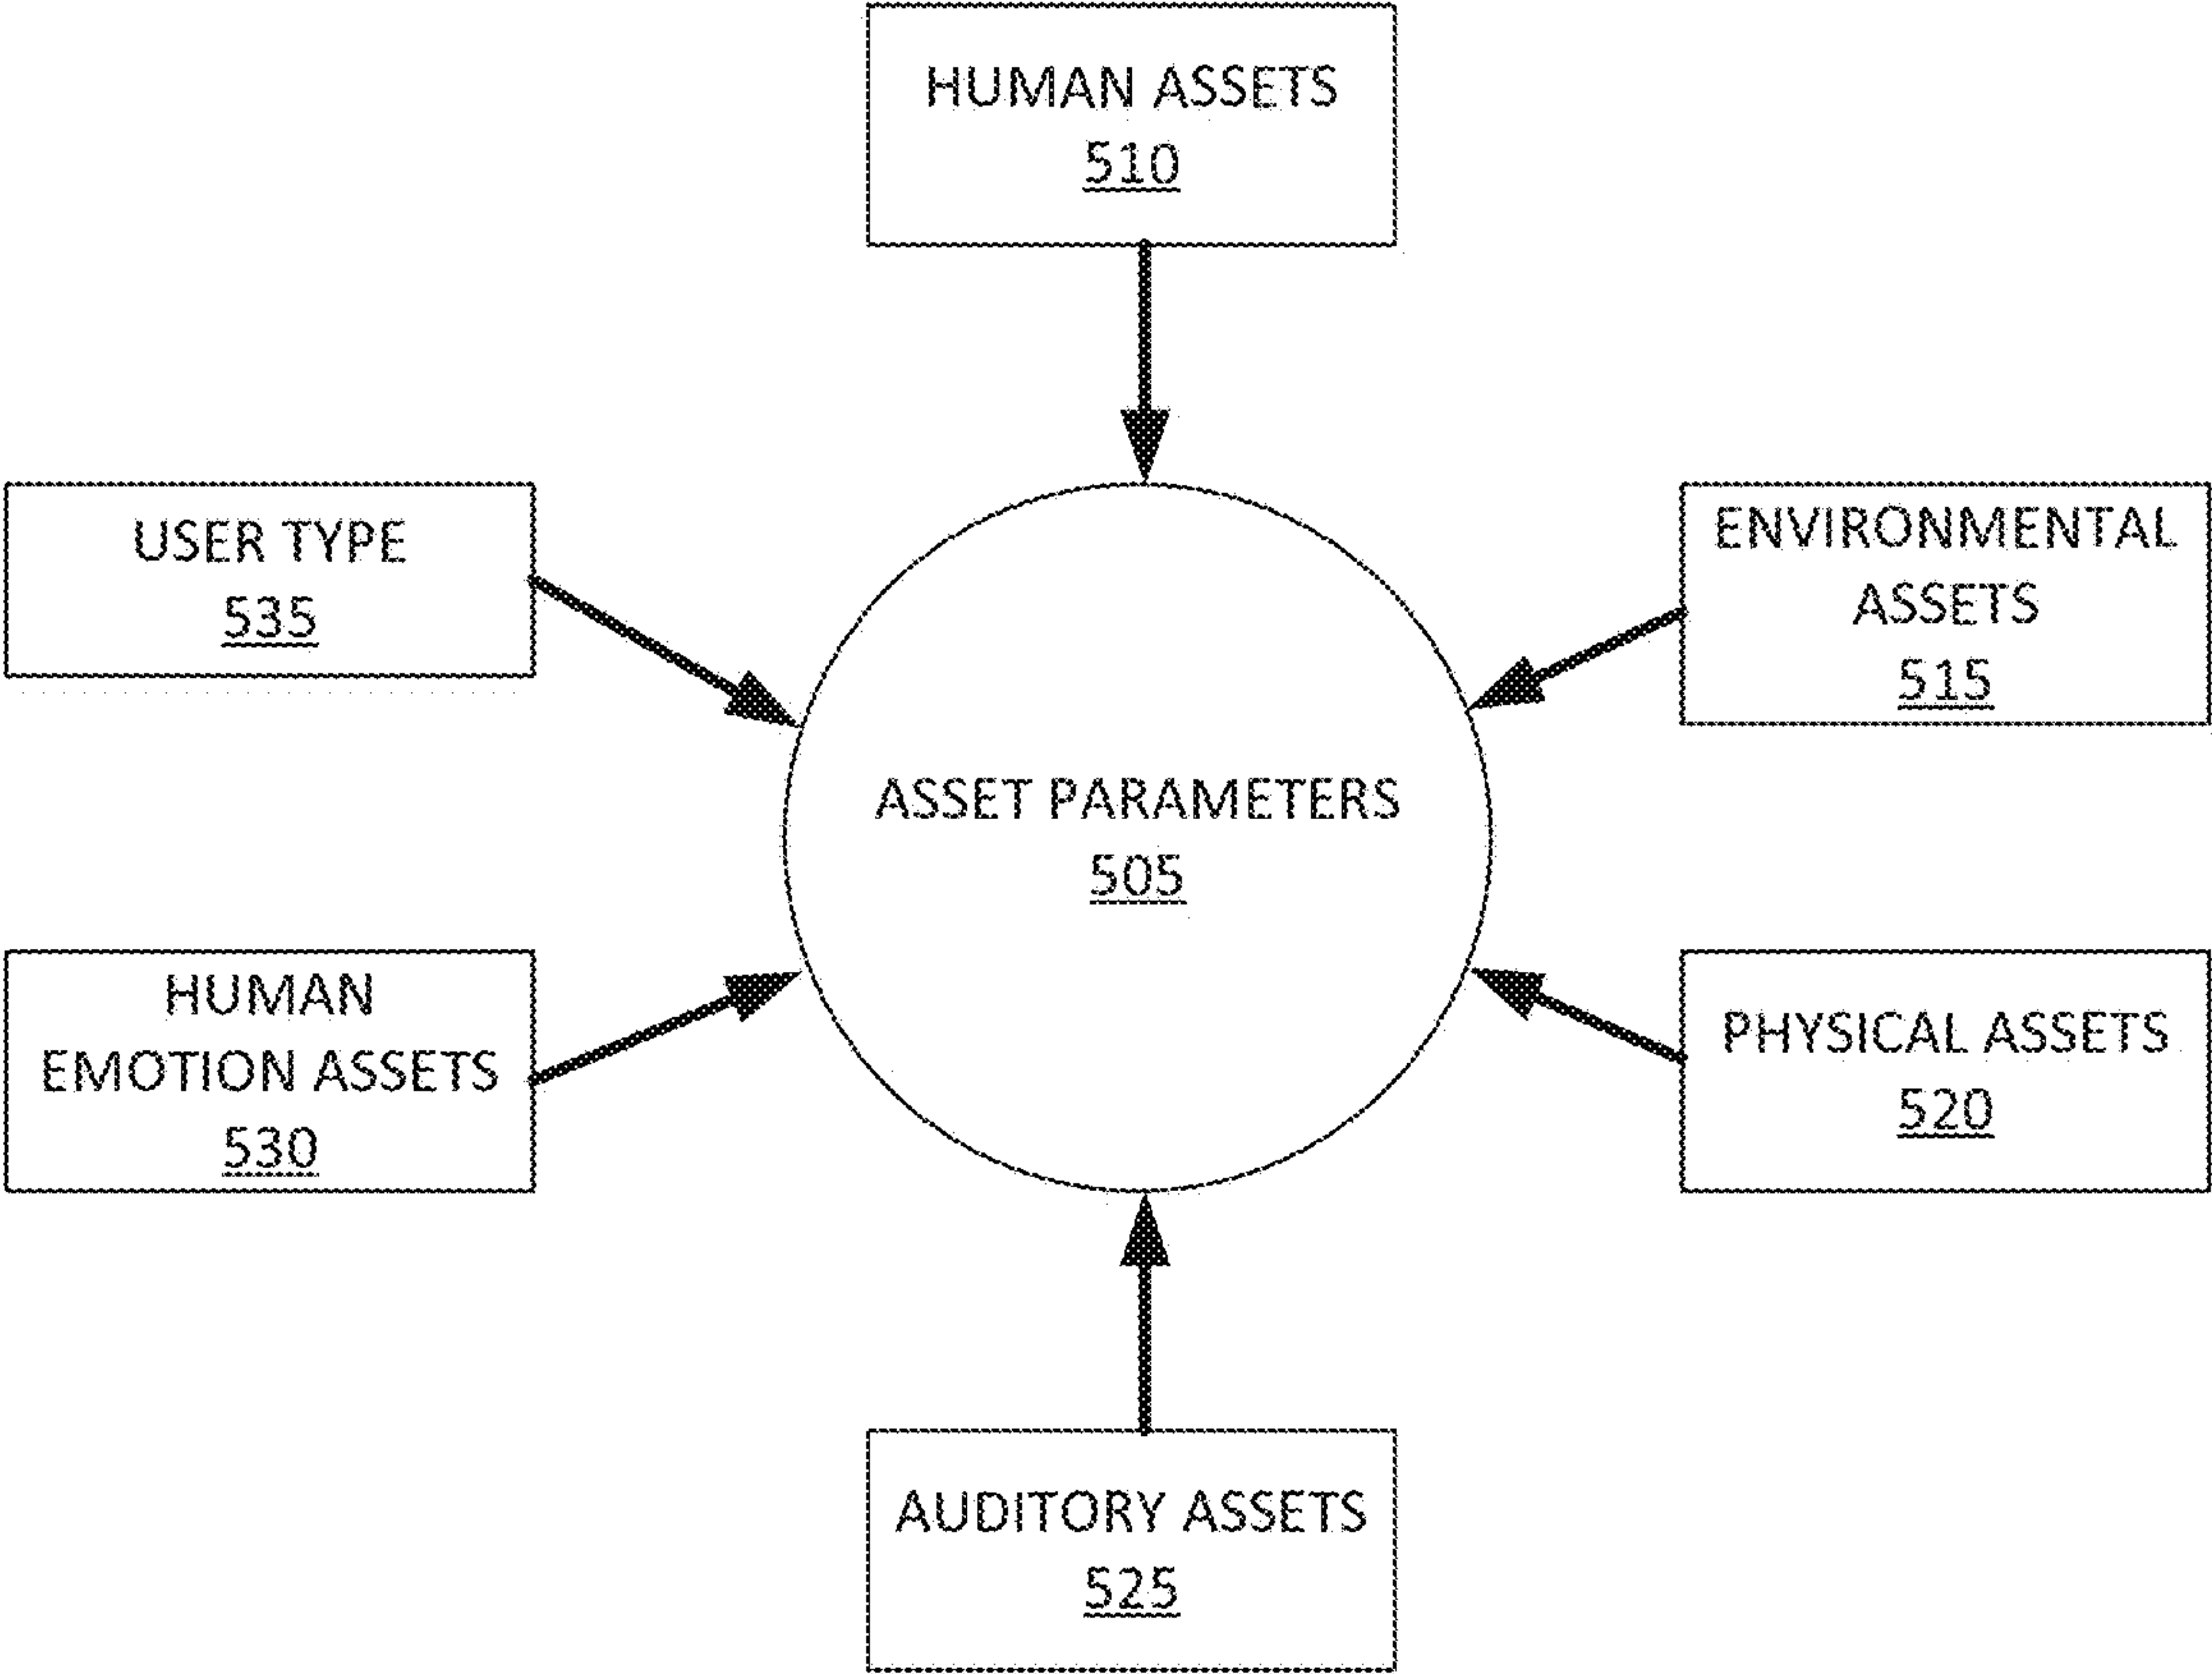 HUMAN ASSETS
510
USER TYPE
535
ENVIRONMENTAL
ASSETS
515
ASSET PARAMETERS
505
HUMAN
EMOTION ASSETS
530
PHYSICAL ASSETS
520
AUDITORY ASSETS
525